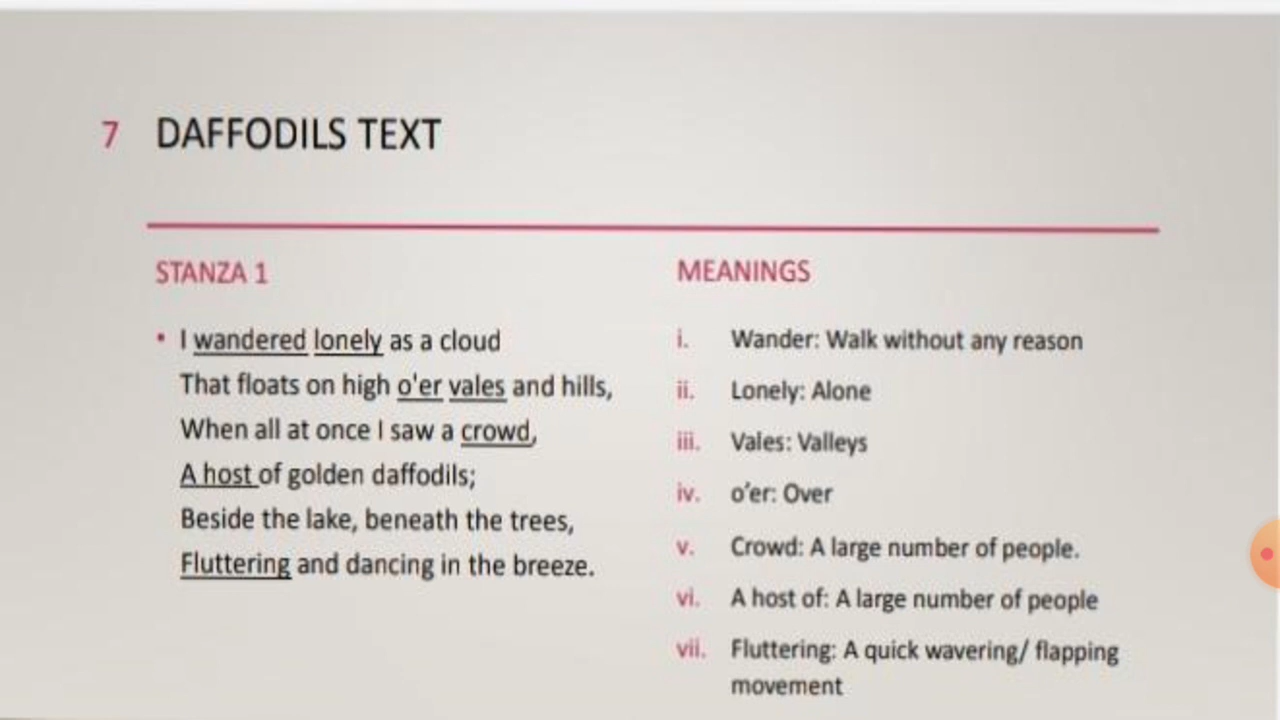 7 DAFFODILS TEXT
STANZA 1
• I wandered lonely as a cloud
That floats on high o'er vales and hills,
When all at once I saw a crowd,
A host of golden daffodils;
Beside the lake, beneath the trees,
Fluttering and dancing in the breeze.
MEANINGS
i. Wander: Walk without any reason
ii. Lonely: Alone
iii. Vales: Valleys
iv. o’er: Over
v. Crowd: A large number of people.
vi. A host of: A large number of people
vii. Fluttering: A quick wavering/ flapping
movement